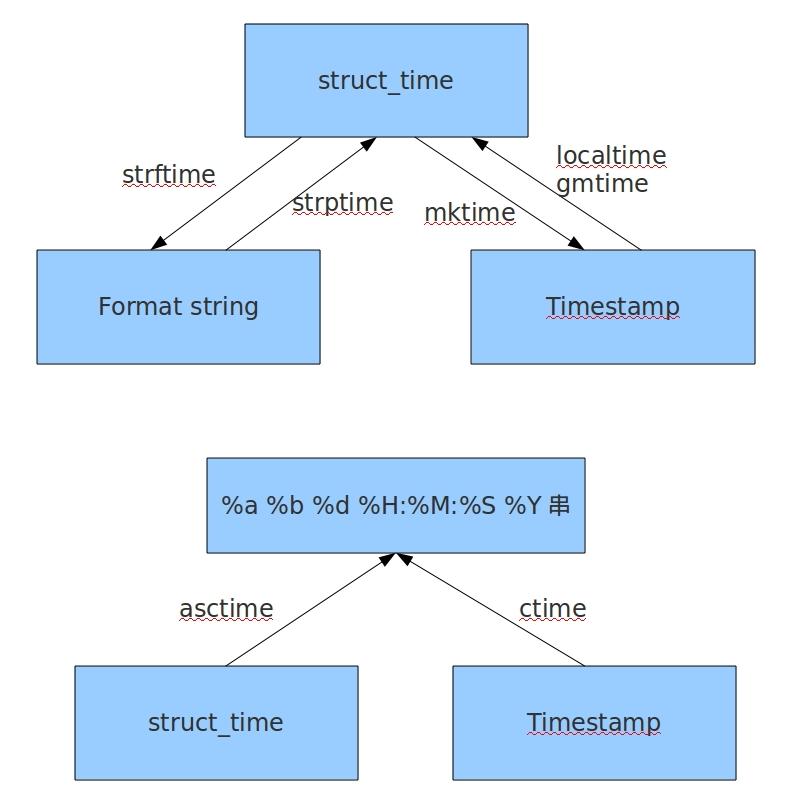 struct_time
strftime
strptime
mktime
localtime
gmtime
Format string
Timestamp
%a %b %d %H:%M:%S %Y 串
asctime
ctime
struct_time
Timestamp